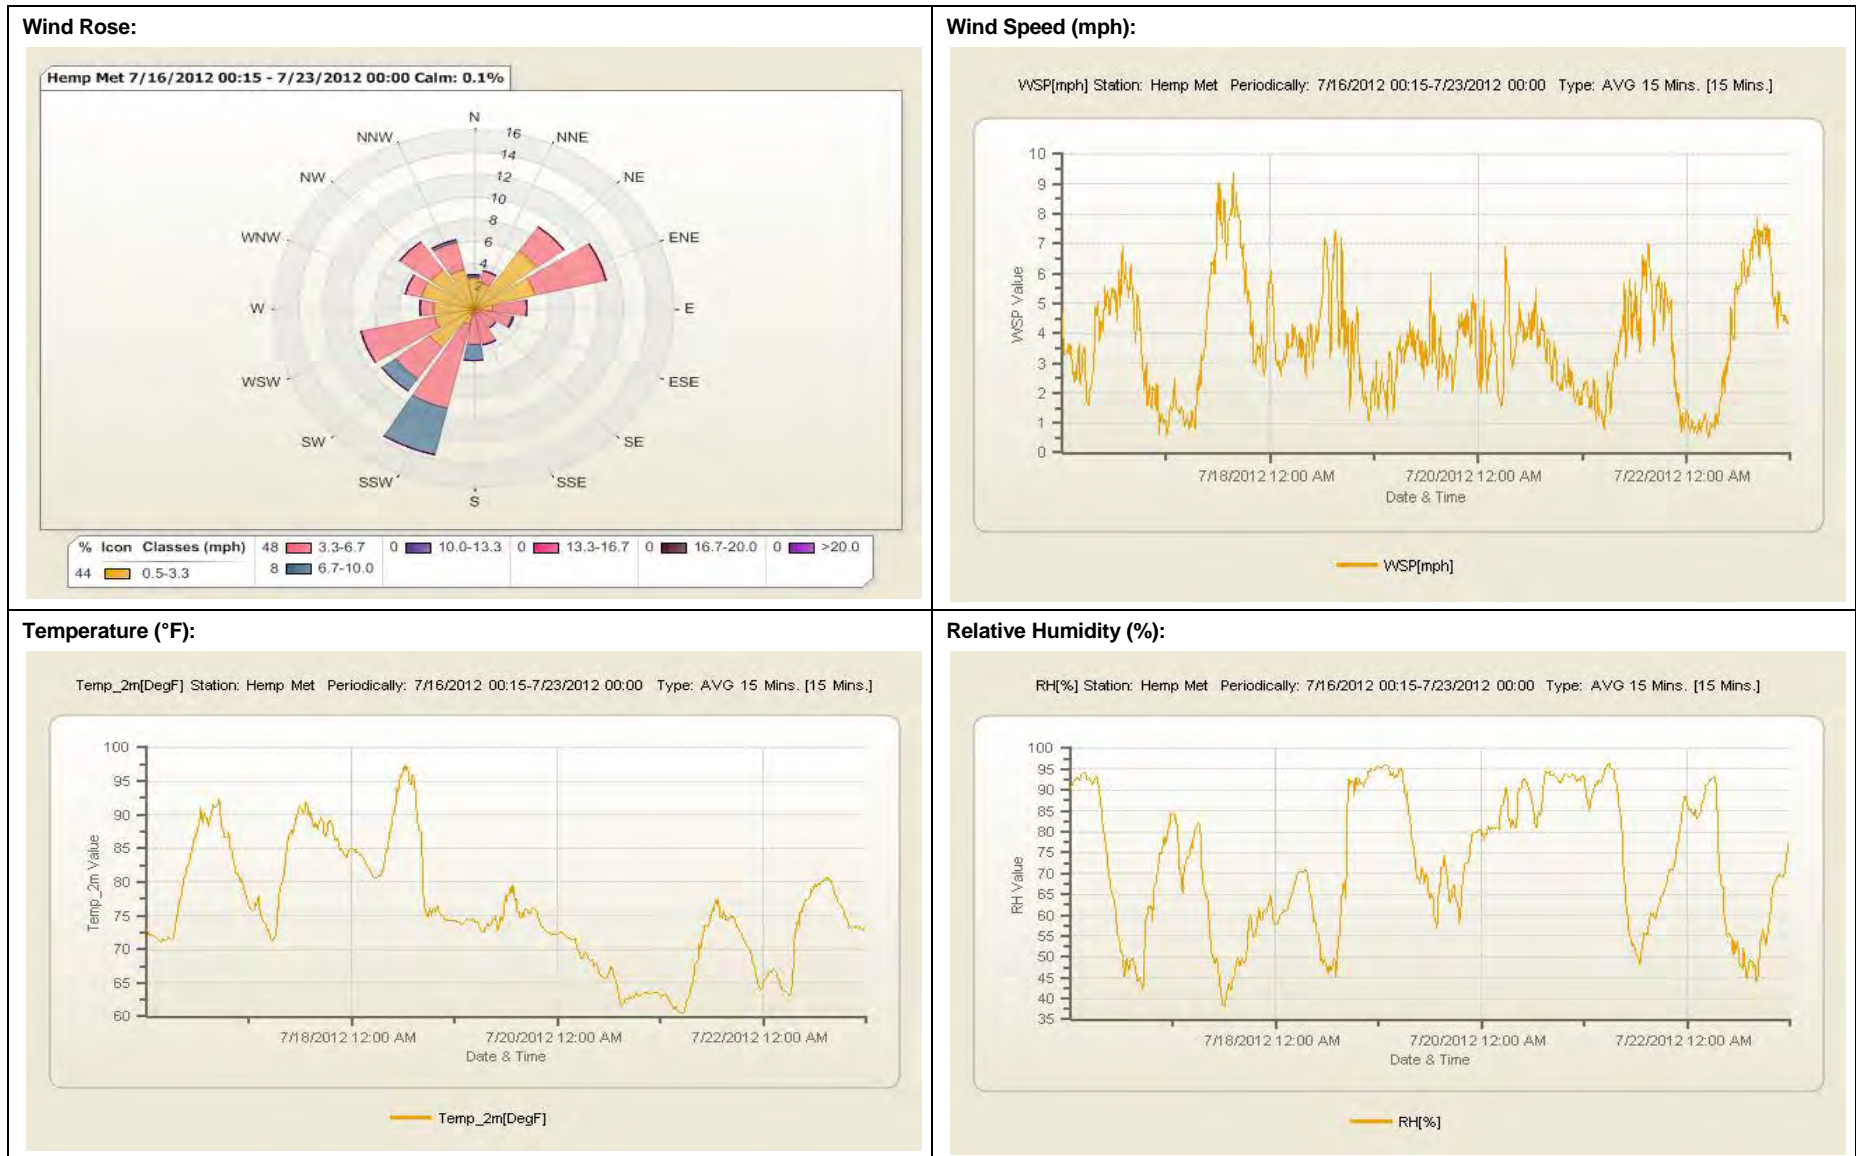 Wind Rose:
Hemp Met 7/16/2012 00:15 - 7/23/2012 00:00 Calm: 0.1%
N
NNE
NE
ENE
E
ESE
SE
SSE
S
SSW
SW
WSW
W
WNW
NW
NNW
16
14
12
10
8
6
4
2
% Icon Classes (mph)
44 0.5-3.3
48 3.3-6.7
8 6.7-10.0
0 10.0-13.3
0 13.3-16.7
0 16.7-20.0
0 >20.0
Wind Speed (mph):
WSP[mph] Station: Hemp Met Periodically: 7/16/2012 00:15-7/23/2012 00:00 Type: AVG 15 Mins. [15 Mins.]
WSP Value
10
9
8
7
6
5
4
3
2
1
0
7/18/2012 12:00 AM 7/20/2012 12:00 AM 7/22/2012 12:00 AM
Date & Time
WSP[mph]
Temperature (°F):
Temp_2m[DegF] Station: Hemp Met Periodically: 7/16/2012 00:15-7/23/2012 00:00 Type: AVG 15 Mins. [15 Mins.]
Temp_2m Value
100
95
90
85
80
75
70
65
60
7/18/2012 12:00 AM 7/20/2012 12:00 AM 7/22/2012 12:00 AM
Date & Time
Temp_2m[DegF]
Relative Humidity (%):
RH[%] Station: Hemp Met Periodically: 7/16/2012 00:15-7/23/2012 00:00 Type: AVG 15 Mins. [15 Mins.]
RH Value
100
95
90
85
80
75
70
65
60
55
50
45
40
35
7/18/2012 12:00 AM 7/20/2012 12:00 AM 7/22/2012 12:00 AM
Date & Time
RH[%]